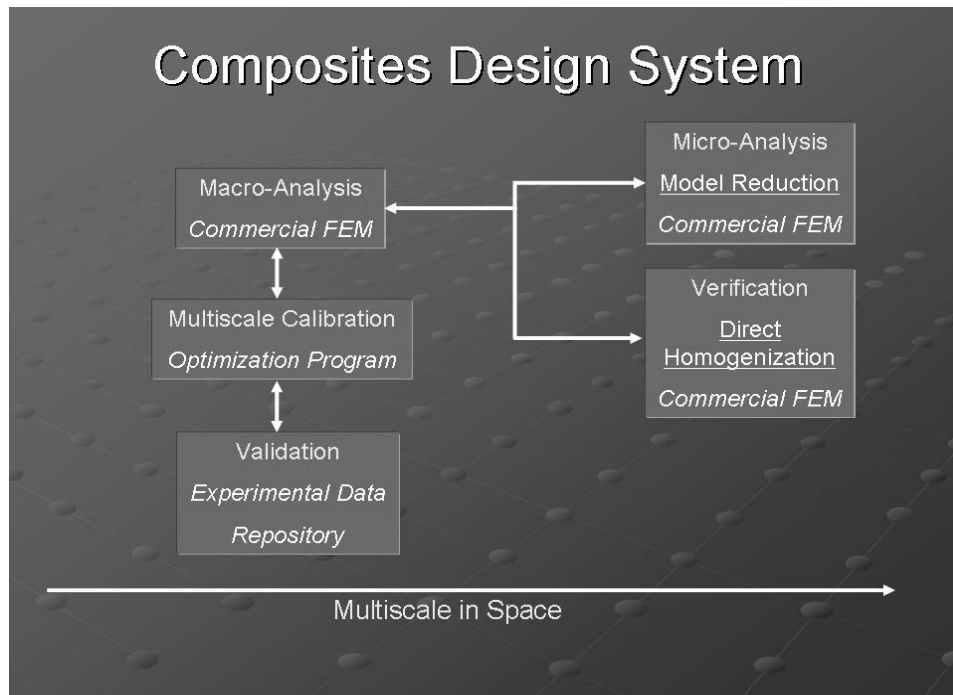 Composites Design System
Macro-Analysis
Commercial FEM
Multiscale Calibration
Optimization Program
Validation
Experimental Data
Repository
Micro-Analysis
Model Reduction
Commercial FEM
Verification
Direct
Homogenization
Commercial FEM
Multiscale in Space